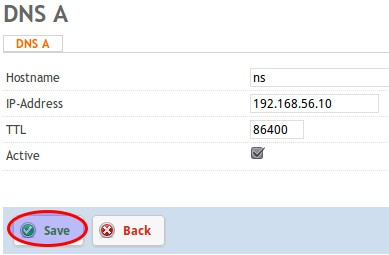 DNS A
DNS A
Hostname ns
IP-Address 192.168.56.10
TTL 86400
Active
Save Back